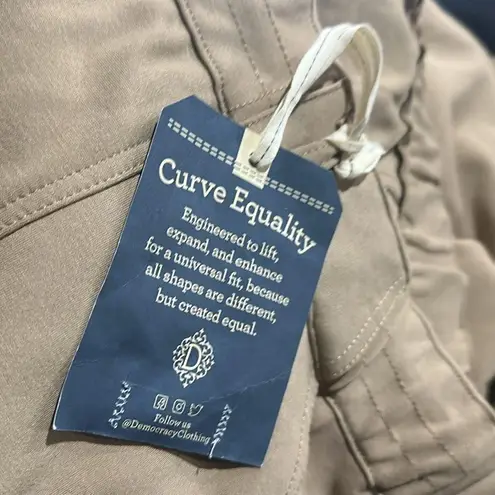 Curve Equality
Engineered to lift,
expand, and enhance
for a universal fit, because
all shapes are different,
but created equal.
D
Follow us
@DemocracyClothing